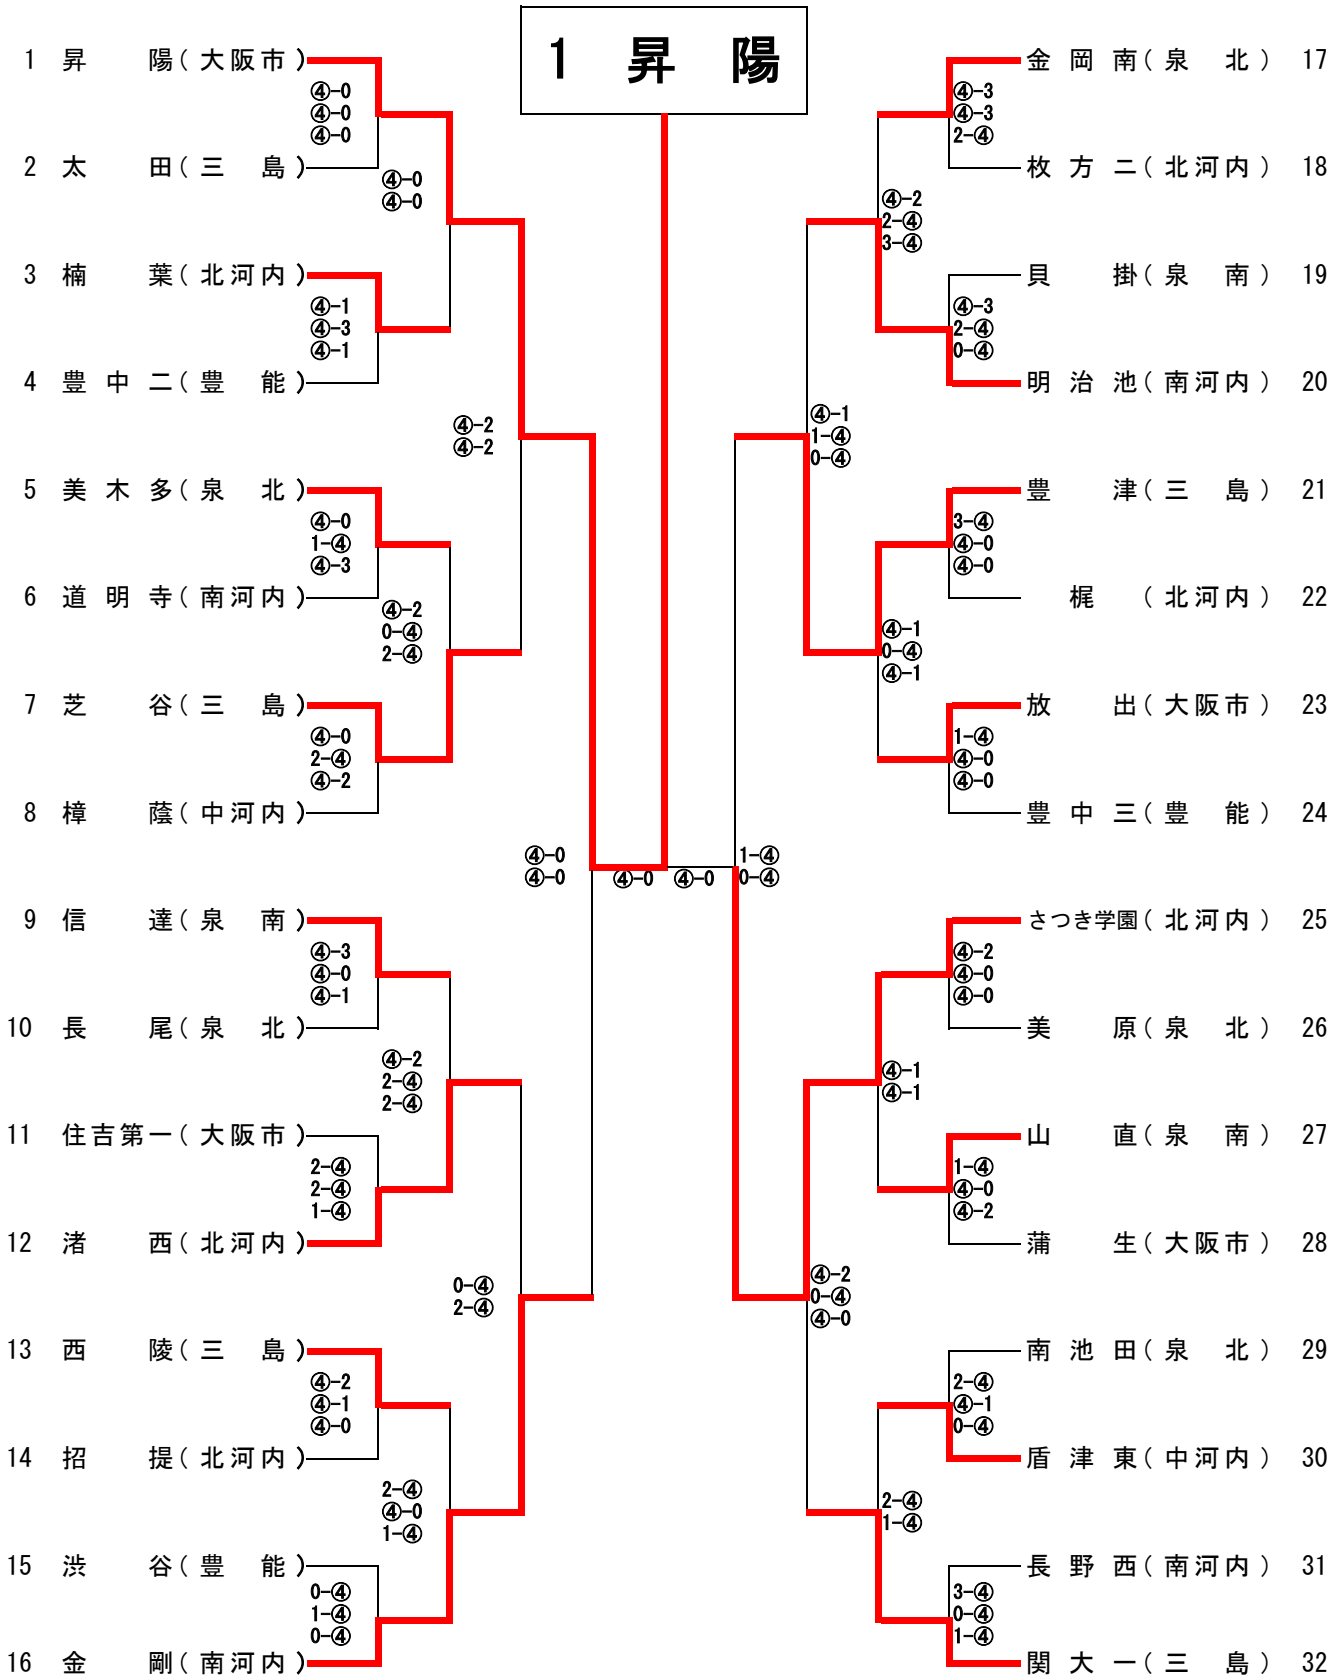 1 昇 陽
1 昇 陽(大阪市)
④-0
④-0
④-0
2 太 田(三 島)
④-0
④-0
3 楠 葉(北河内)
④-1
④-3
④-1
4 豊中二(豊 能)
④-2
④-2
5 美木多(泉 北)
④-0
1-④
④-3
6 道明寺(南河内)
④-2
0-④
2-④
7 芝 谷(三 島)
④-0
2-④
④-2
8 樟 蔭(中河内)
④-0
④-0
9 信 達(泉 南)
④-3
④-0
④-1
10 長 尾(泉 北)
④-2
2-④
2-④
11 住吉第一(大阪市)
2-④
2-④
1-④
12 渚 西(北河内)
0-④
2-④
13 西 陵(三 島)
④-2
④-1
④-0
14 招 提(北河内)
2-④
④-0
1-④
15 渋 谷(豊 能)
0-④
1-④
0-④
16 金 剛(南河内)
④-0 ④-0
金岡南(泉 北) 17
④-3
④-3
2-④
枚方二(北河内) 18
④-2
2-④
3-④
貝 掛(泉 南) 19
④-3
2-④
0-④
明治池(南河内) 20
④-1
1-④
0-④
豊 津(三 島) 21
3-④
④-0
④-0
梶 (北河内) 22
④-1
0-④
④-1
放 出(大阪市) 23
1-④
④-0
④-0
豊中三(豊 能) 24
1-④
0-④
さつき学園(北河内) 25
④-2
④-0
④-0
美 原(泉 北) 26
④-1
④-1
山 直(泉 南) 27
1-④
④-0
④-2
蒲 生(大阪市) 28
④-2
0-④
④-0
南池田(泉 北) 29
2-④
④-1
0-④
盾津東(中河内) 30
2-④
1-④
長野西(南河内) 31
3-④
0-④
1-④
関大一(三 島) 32